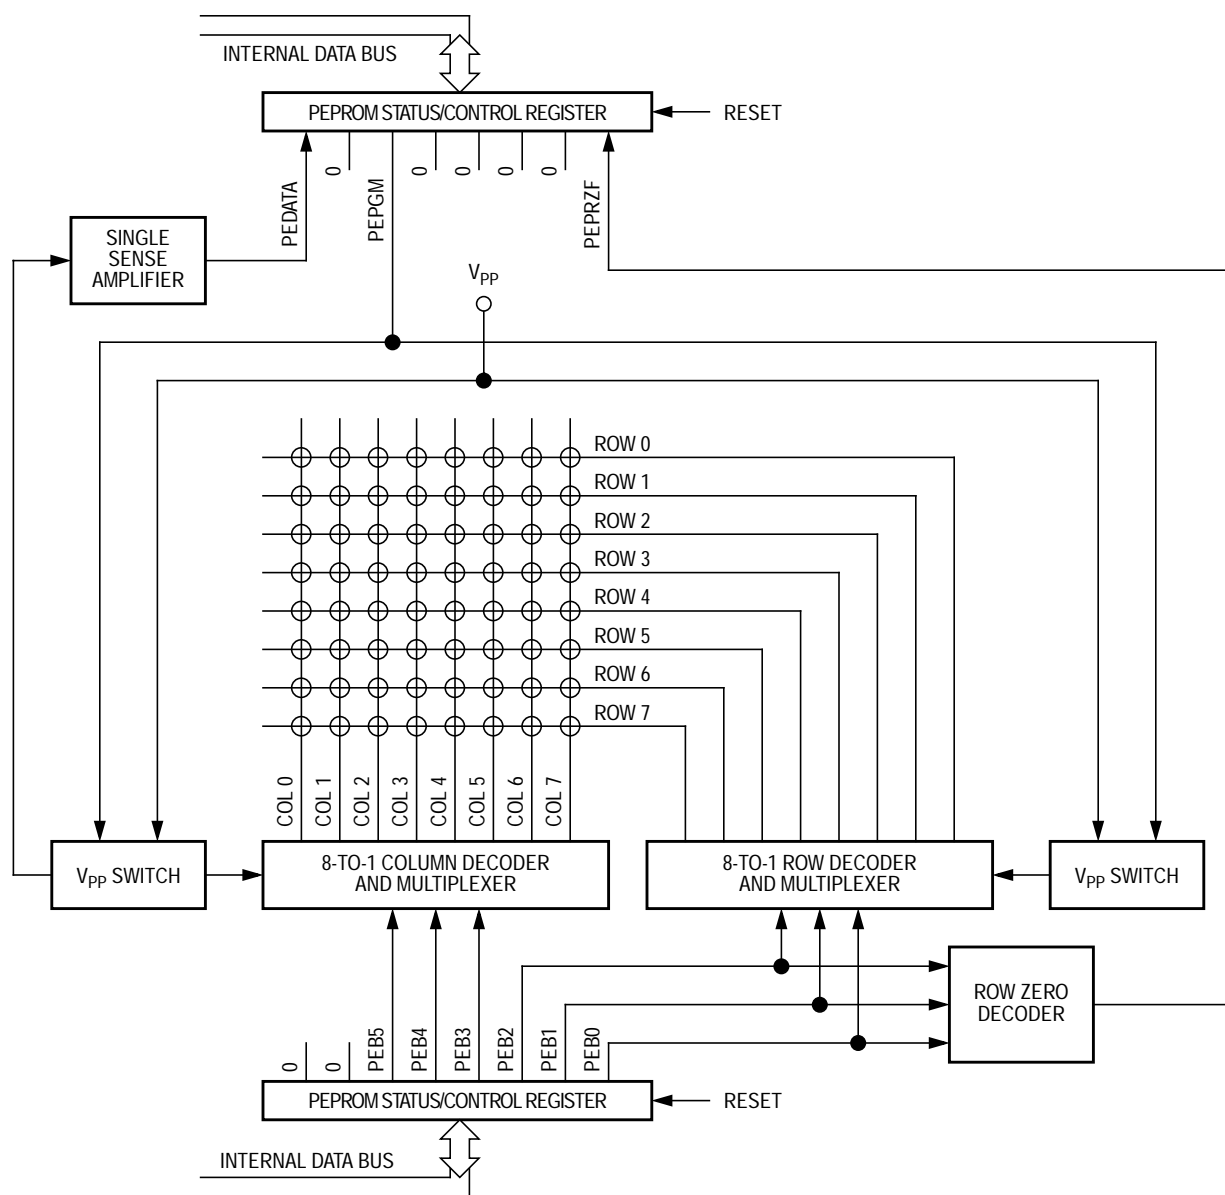 INTERNAL DATA BUS
PEPROM STATUS/CONTROL REGISTER
RESET
PEDATA
0
PEPGM
0
0
0
0
PEPRZF
SINGLE
SENSE
AMPLIFIER
VPP
ROW 0
ROW 1
ROW 2
ROW 3
ROW 4
ROW 5
ROW 6
ROW 7
COL 0
COL 1
COL 2
COL 3
COL 4
COL 5
COL 6
COL 7
VPP SWITCH
8-TO-1 COLUMN DECODER
AND MULTIPLEXER
8-TO-1 ROW DECODER
AND MULTIPLEXER
VPP SWITCH
ROW ZERO
DECODER
0
0
PEB5
PEB4
PEB3
PEB2
PEB1
PEB0
PEPROM STATUS/CONTROL REGISTER
RESET
INTERNAL DATA BUS